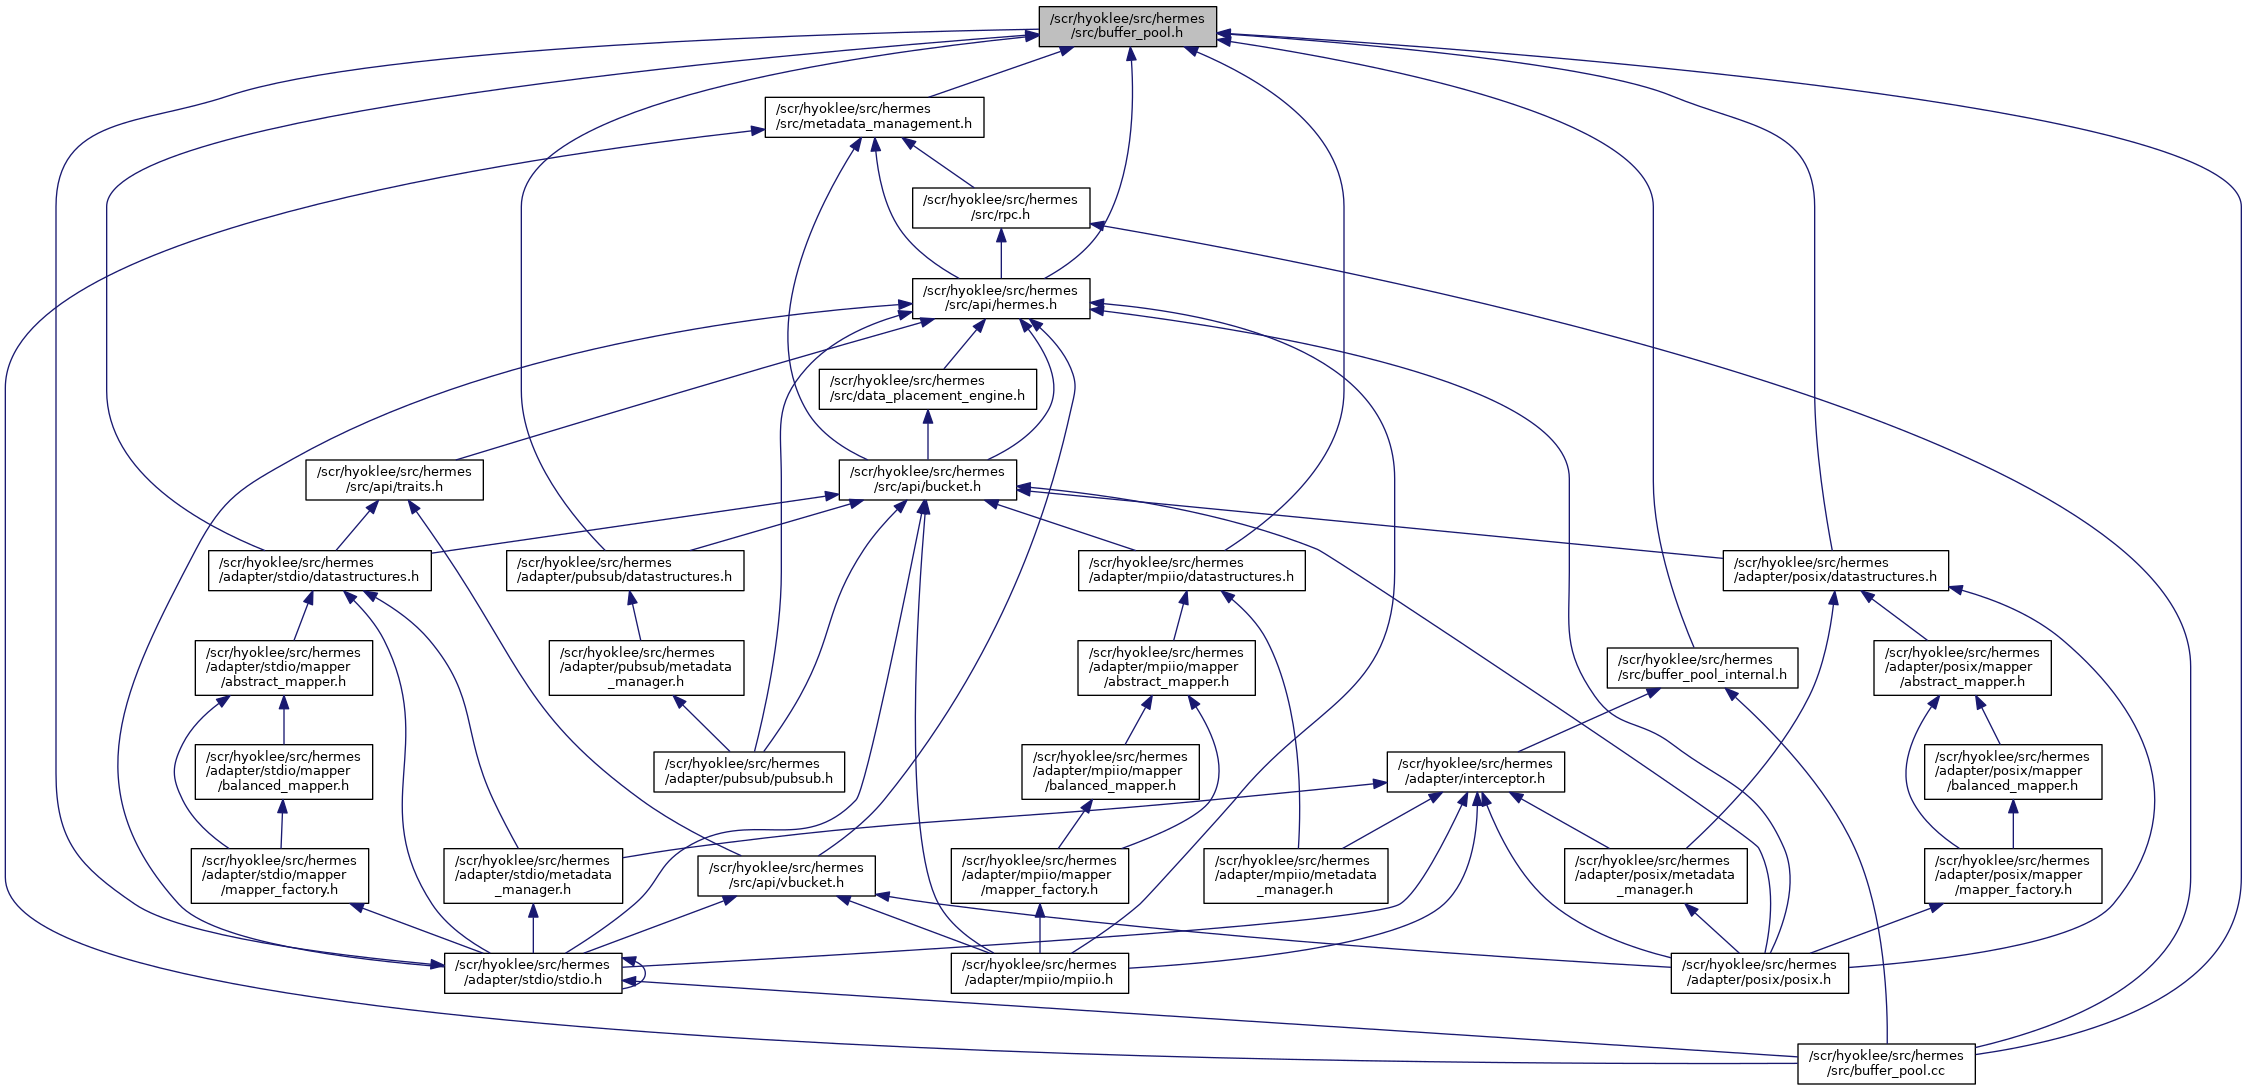 /scr/hyoklee/src/hermes
/src/buffer_pool.h
/scr/hyoklee/src/hermes
/src/metadata_management.h
/scr/hyoklee/src/hermes
/src/rpc.h
/scr/hyoklee/src/hermes
/src/api/hermes.h
/scr/hyoklee/src/hermes
/src/data_placement_engine.h
/scr/hyoklee/src/hermes
/src/api/traits.h
/scr/hyoklee/src/hermes
/src/api/bucket.h
/scr/hyoklee/src/hermes
/adapter/stdio/datastructures.h
/scr/hyoklee/src/hermes
/adapter/pubsub/datastructures.h
/scr/hyoklee/src/hermes
/adapter/mpiio/datastructures.h
/scr/hyoklee/src/hermes
/adapter/posix/datastructures.h
/scr/hyoklee/src/hermes
/adapter/stdio/mapper
/abstract_mapper.h
/scr/hyoklee/src/hermes
/adapter/pubsub/metadata
_manager.h
/scr/hyoklee/src/hermes
/adapter/mpiio/mapper
/abstract_mapper.h
/scr/hyoklee/src/hermes
/src/buffer_pool_internal.h
/scr/hyoklee/src/hermes
/adapter/posix/mapper
/abstract_mapper.h
/scr/hyoklee/src/hermes
/adapter/stdio/mapper
/balanced_mapper.h
/scr/hyoklee/src/hermes
/adapter/pubsub/pubsub.h
/scr/hyoklee/src/hermes
/adapter/mpiio/mapper
/balanced_mapper.h
/scr/hyoklee/src/hermes
/adapter/interceptor.h
/scr/hyoklee/src/hermes
/adapter/posix/mapper
/balanced_mapper.h
/scr/hyoklee/src/hermes
/adapter/stdio/mapper
/mapper_factory.h
/scr/hyoklee/src/hermes
/adapter/stdio/metadata
_manager.h
/scr/hyoklee/src/hermes
/src/api/vbucket.h
/scr/hyoklee/src/hermes
/adapter/mpiio/mapper
/mapper_factory.h
/scr/hyoklee/src/hermes
/adapter/mpiio/metadata
_manager.h
/scr/hyoklee/src/hermes
/adapter/posix/metadata
_manager.h
/scr/hyoklee/src/hermes
/adapter/posix/mapper
/mapper_factory.h
/scr/hyoklee/src/hermes
/adapter/stdio/stdio.h
/scr/hyoklee/src/hermes
/adapter/mpiio/mpiio.h
/scr/hyoklee/src/hermes
/adapter/posix/posix.h
/scr/hyoklee/src/hermes
/src/buffer_pool.cc